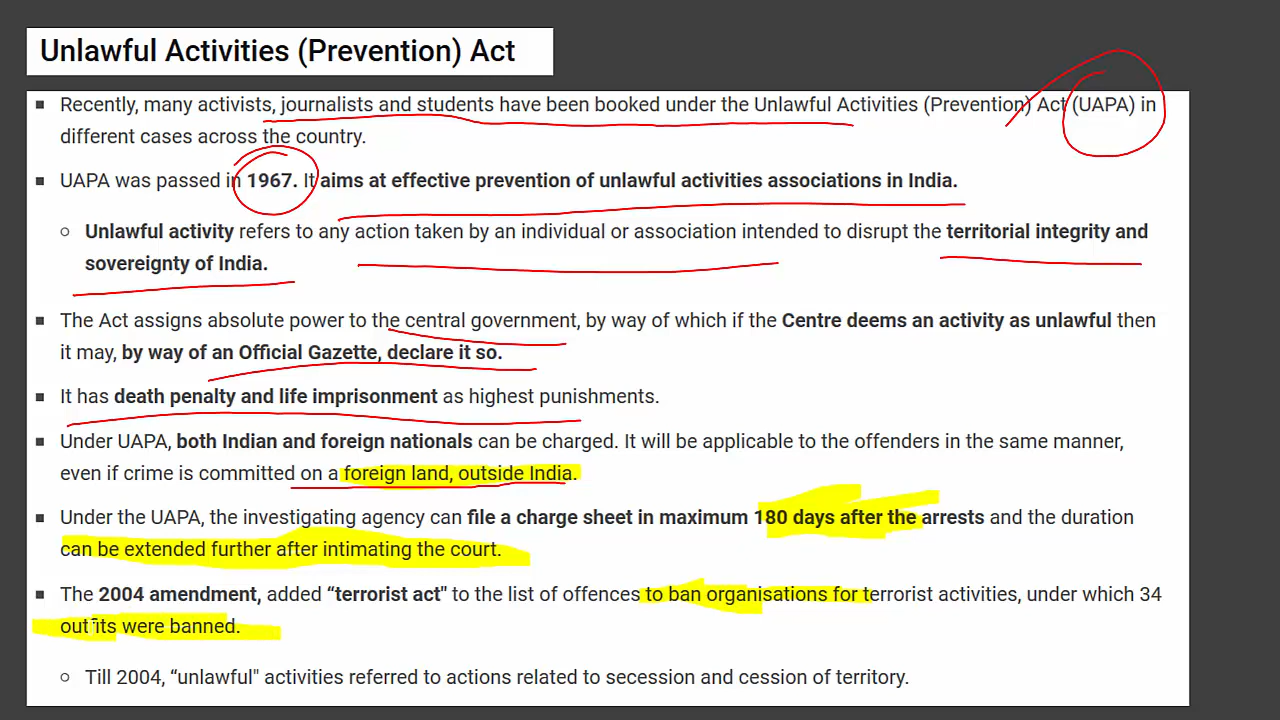 Unlawful Activities (Prevention) Act
▪ Recently, many activists, journalists and students have been booked under the Unlawful Activities (Prevention) Act (UAPA) in
different cases across the country.
▪ UAPA was passed in 1967. It aims at effective prevention of unlawful activities associations in India.
○ Unlawful activity refers to any action taken by an individual or association intended to disrupt the territorial integrity and
sovereignty of India.
▪ The Act assigns absolute power to the central government, by way of which if the Centre deems an activity as unlawful then
it may, by way of an Official Gazette, declare it so.
▪ It has death penalty and life imprisonment as highest punishments.
▪ Under UAPA, both Indian and foreign nationals can be charged. It will be applicable to the offenders in the same manner,
even if crime is committed on a foreign land, outside India.
▪ Under the UAPA, the investigating agency can file a charge sheet in maximum 180 days after the arrests and the duration
can be extended further after intimating the court.
▪ The 2004 amendment, added “terrorist act" to the list of offences to ban organisations for terrorist activities, under which 34
outfits were banned.
○ Till 2004, “unlawful" activities referred to actions related to secession and cession of territory.